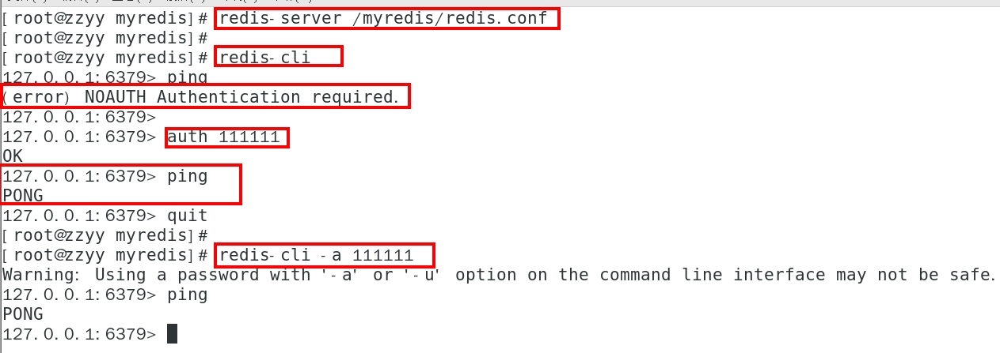 [root@zzyy myredis]# redis-server /myredis/redis.conf
[root@zzyy myredis]#
[root@zzyy myredis]# redis-cli
127.0.0.1:6379> ping
(error) NOAUTH Authentication required.
127.0.0.1:6379>
127.0.0.1:6379> auth 111111
OK
127.0.0.1:6379> ping
PONG
127.0.0.1:6379> quit
[root@zzyy myredis]#
[root@zzyy myredis]# redis-cli -a 111111
Warning: Using a password with '-a' or '-u' option on the command line interface may not be safe.
127.0.0.1:6379> ping
PONG
127.0.0.1:6379>